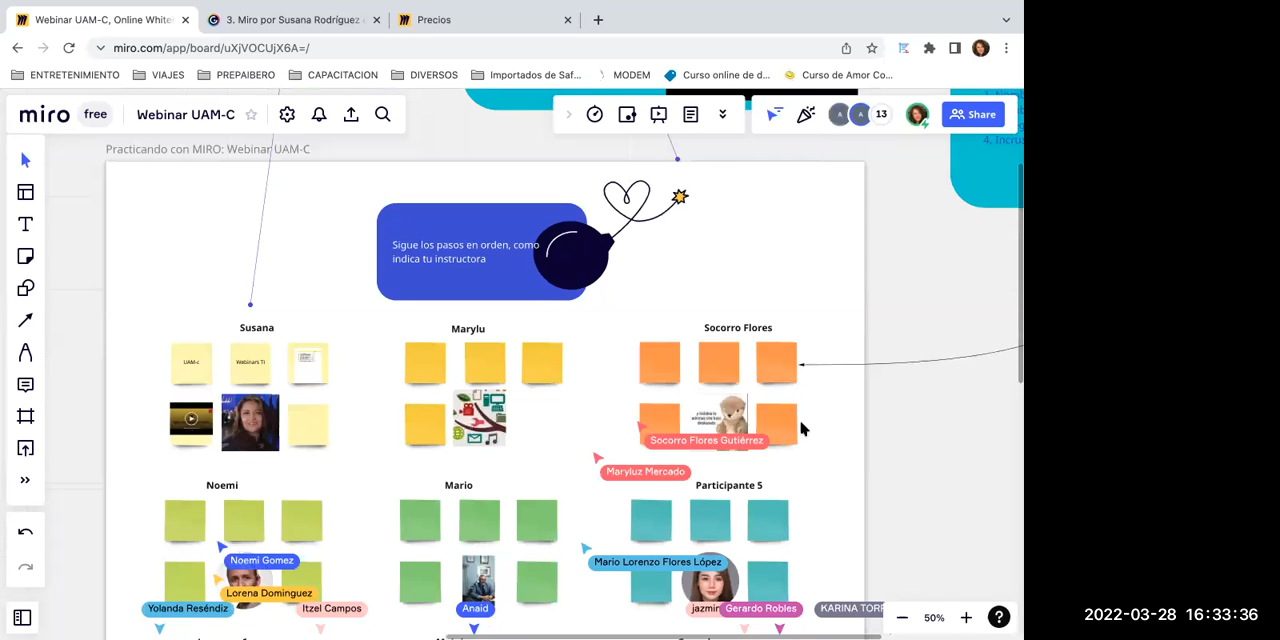 Webinar UAM-C, Online White
3. Miro por Susana Rodríguez
Precios
miro.com/app/board/uXjVOCUjX6A=/
ENTRETENIMIENTO
VIAJES
PREPAIBERO
CAPACITACION
DIVERSOS
Importados de Saf...
MODEM
Curso online de d...
Curso de Amor Co...
miro
free
Webinar UAM-C
A
A
13
Share
Practicando con MIRO: Webinar UAM-C
Sigue los pasos en orden, como
indica tu instructora
Susana
Marylu
Socorro Flores
UAM-c
Webinars TI
Socorro Flores Gutiérrez
Maryluz Mercado
Noemi
Mario
Participante 5
Noemi Gomez
Mario Lorenzo Flores López
Lorena Dominguez
Yolanda Reséndiz
Itzel Campos
Anaid
jazmin
Gerardo Robles
KARINA TORR
50%
?
2022-03-28 16:33:36